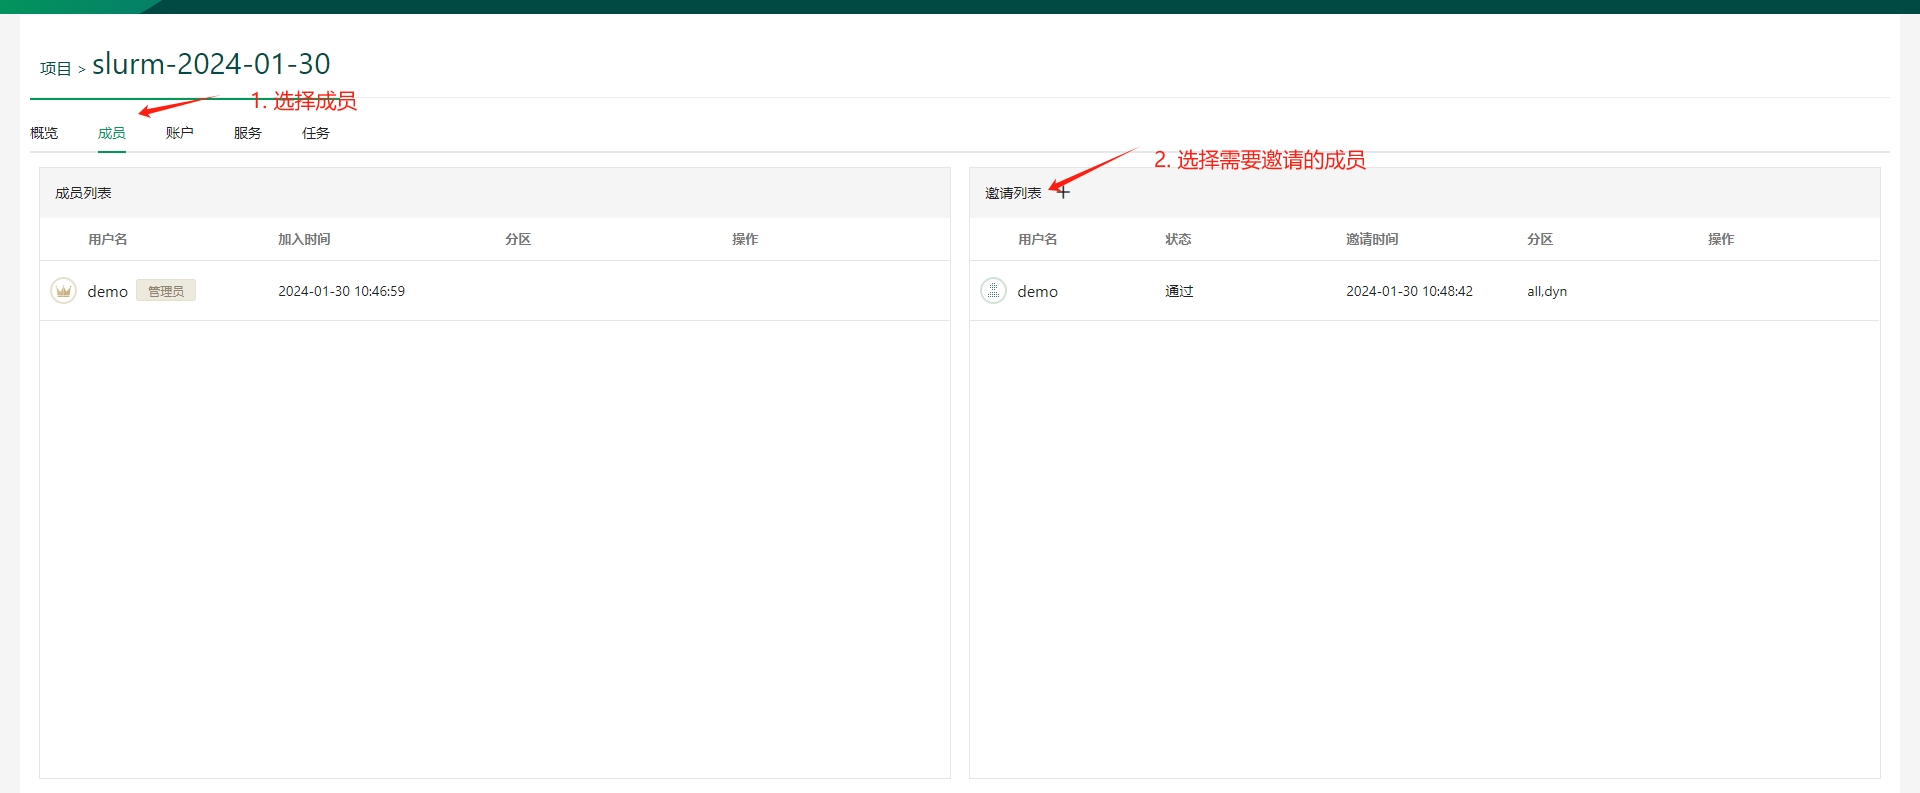 项目 > slurm-2024-01-30
1. 选择成员
概览 成员 账户 服务 任务
2. 选择需要邀请的成员
成员列表
用户名 加入时间 分区 操作
demo 管理员 2024-01-30 10:46:59
邀请列表 +
用户名 状态 邀请时间 分区 操作
demo 通过 2024-01-30 10:48:42 all,dyn